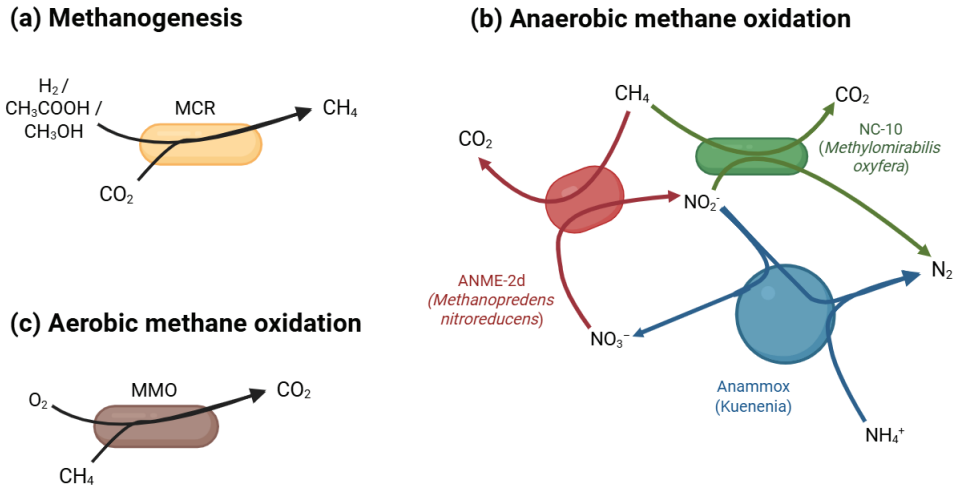 (a) Methanogenesis
H₂ /
CH₃COOH /
CH₃OH
MCR
CH₄
CO₂
(b) Anaerobic methane oxidation
CH₄
CO₂
CO₂
NC-10
(Methylomirabilis
oxyfera)
NO₂⁻
N₂
ANME-2d
(Methanopredens
nitroreducens)
NO₃⁻
Anammox
(Kuenenia)
NH₄⁺
(c) Aerobic methane oxidation
O₂
MMO
CO₂
CH₄